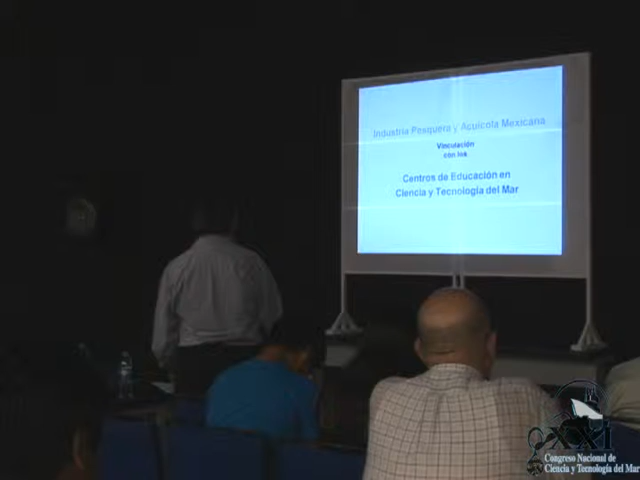 Industria Pesquera y Acuícola Mexicana
Vinculación
con los
Centros de Educación en
Ciencia y Tecnología del Mar
XXI
Congreso Nacional de
Ciencia y Tecnología del Mar